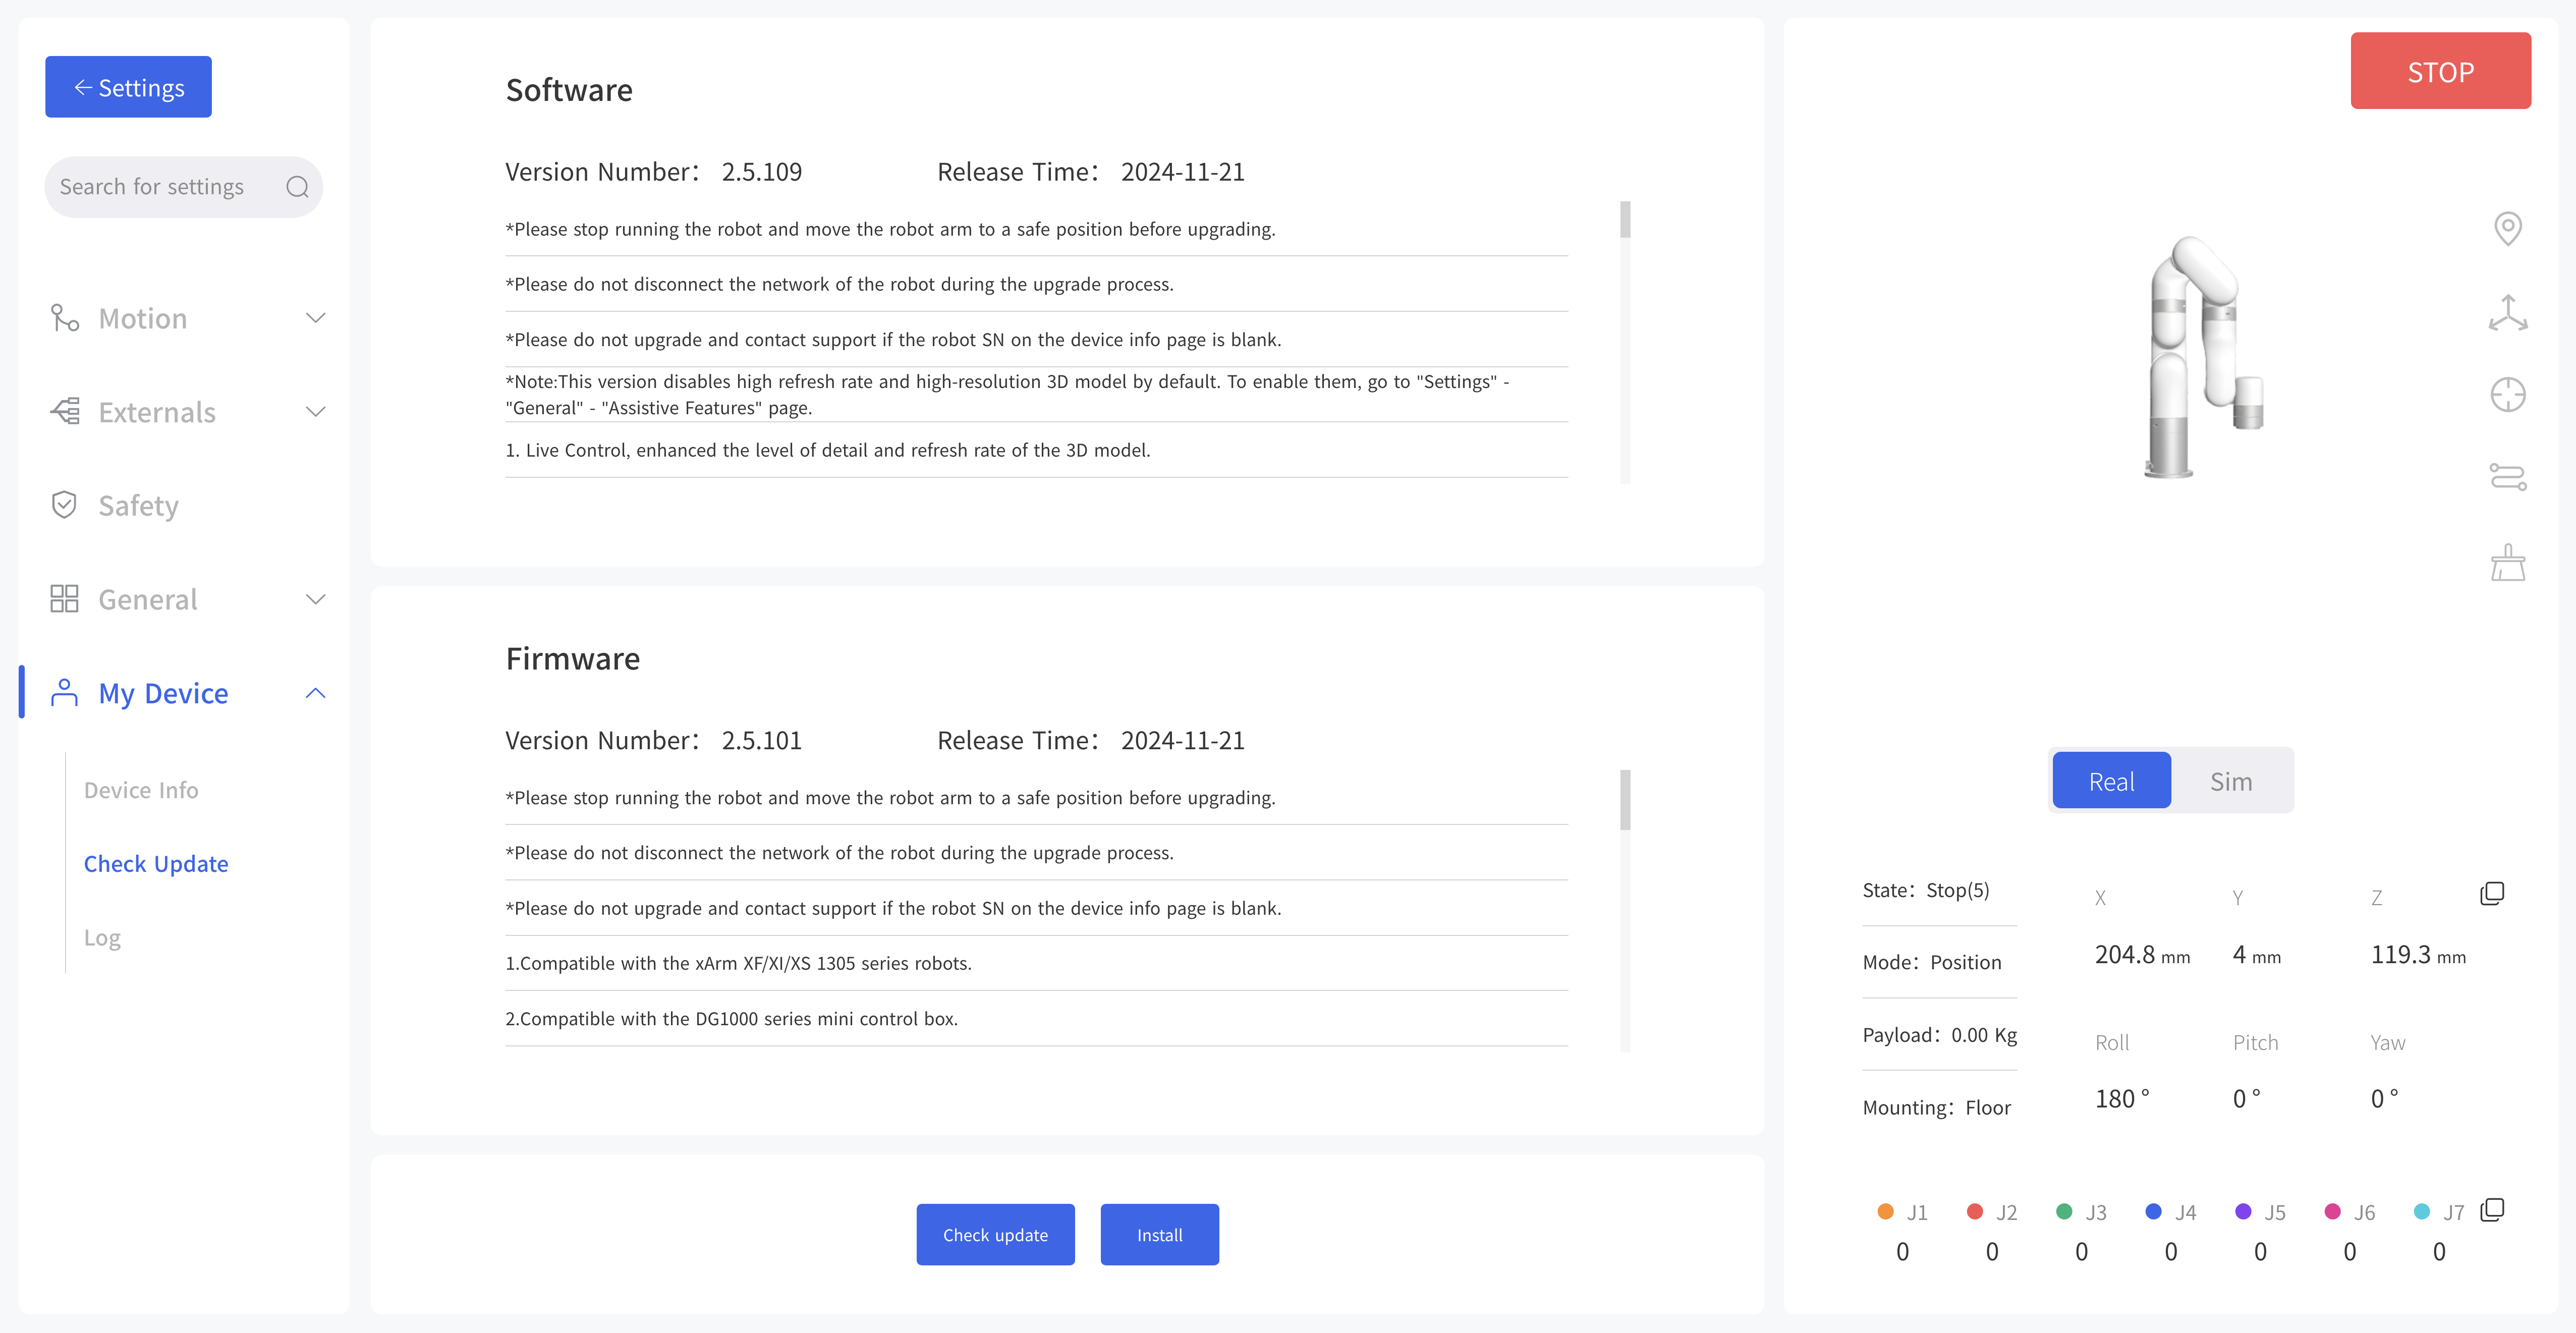 ← Settings
Search for settings
Motion
Externals
Safety
General
My Device
Device Info
Check Update
Log
Software
Version Number： 2.5.109
Release Time： 2024-11-21
*Please stop running the robot and move the robot arm to a safe position before upgrading.
*Please do not disconnect the network of the robot during the upgrade process.
*Please do not upgrade and contact support if the robot SN on the device info page is blank.
*Note:This version disables high refresh rate and high-resolution 3D model by default. To enable them, go to "Settings" -
"General" - "Assistive Features" page.
1. Live Control, enhanced the level of detail and refresh rate of the 3D model.
Firmware
Version Number： 2.5.101
Release Time： 2024-11-21
*Please stop running the robot and move the robot arm to a safe position before upgrading.
*Please do not disconnect the network of the robot during the upgrade process.
*Please do not upgrade and contact support if the robot SN on the device info page is blank.
1.Compatible with the xArm XF/XI/XS 1305 series robots.
2.Compatible with the DG1000 series mini control box.
Check update
Install
STOP
Real
Sim
State： Stop(5)
Mode： Position
Payload： 0.00 Kg
Mounting： Floor
X Y Z
204.8 mm 4 mm 119.3 mm
Roll Pitch Yaw
180 ° 0 ° 0 °
J1 J2 J3 J4 J5 J6 J7
0 0 0 0 0 0 0